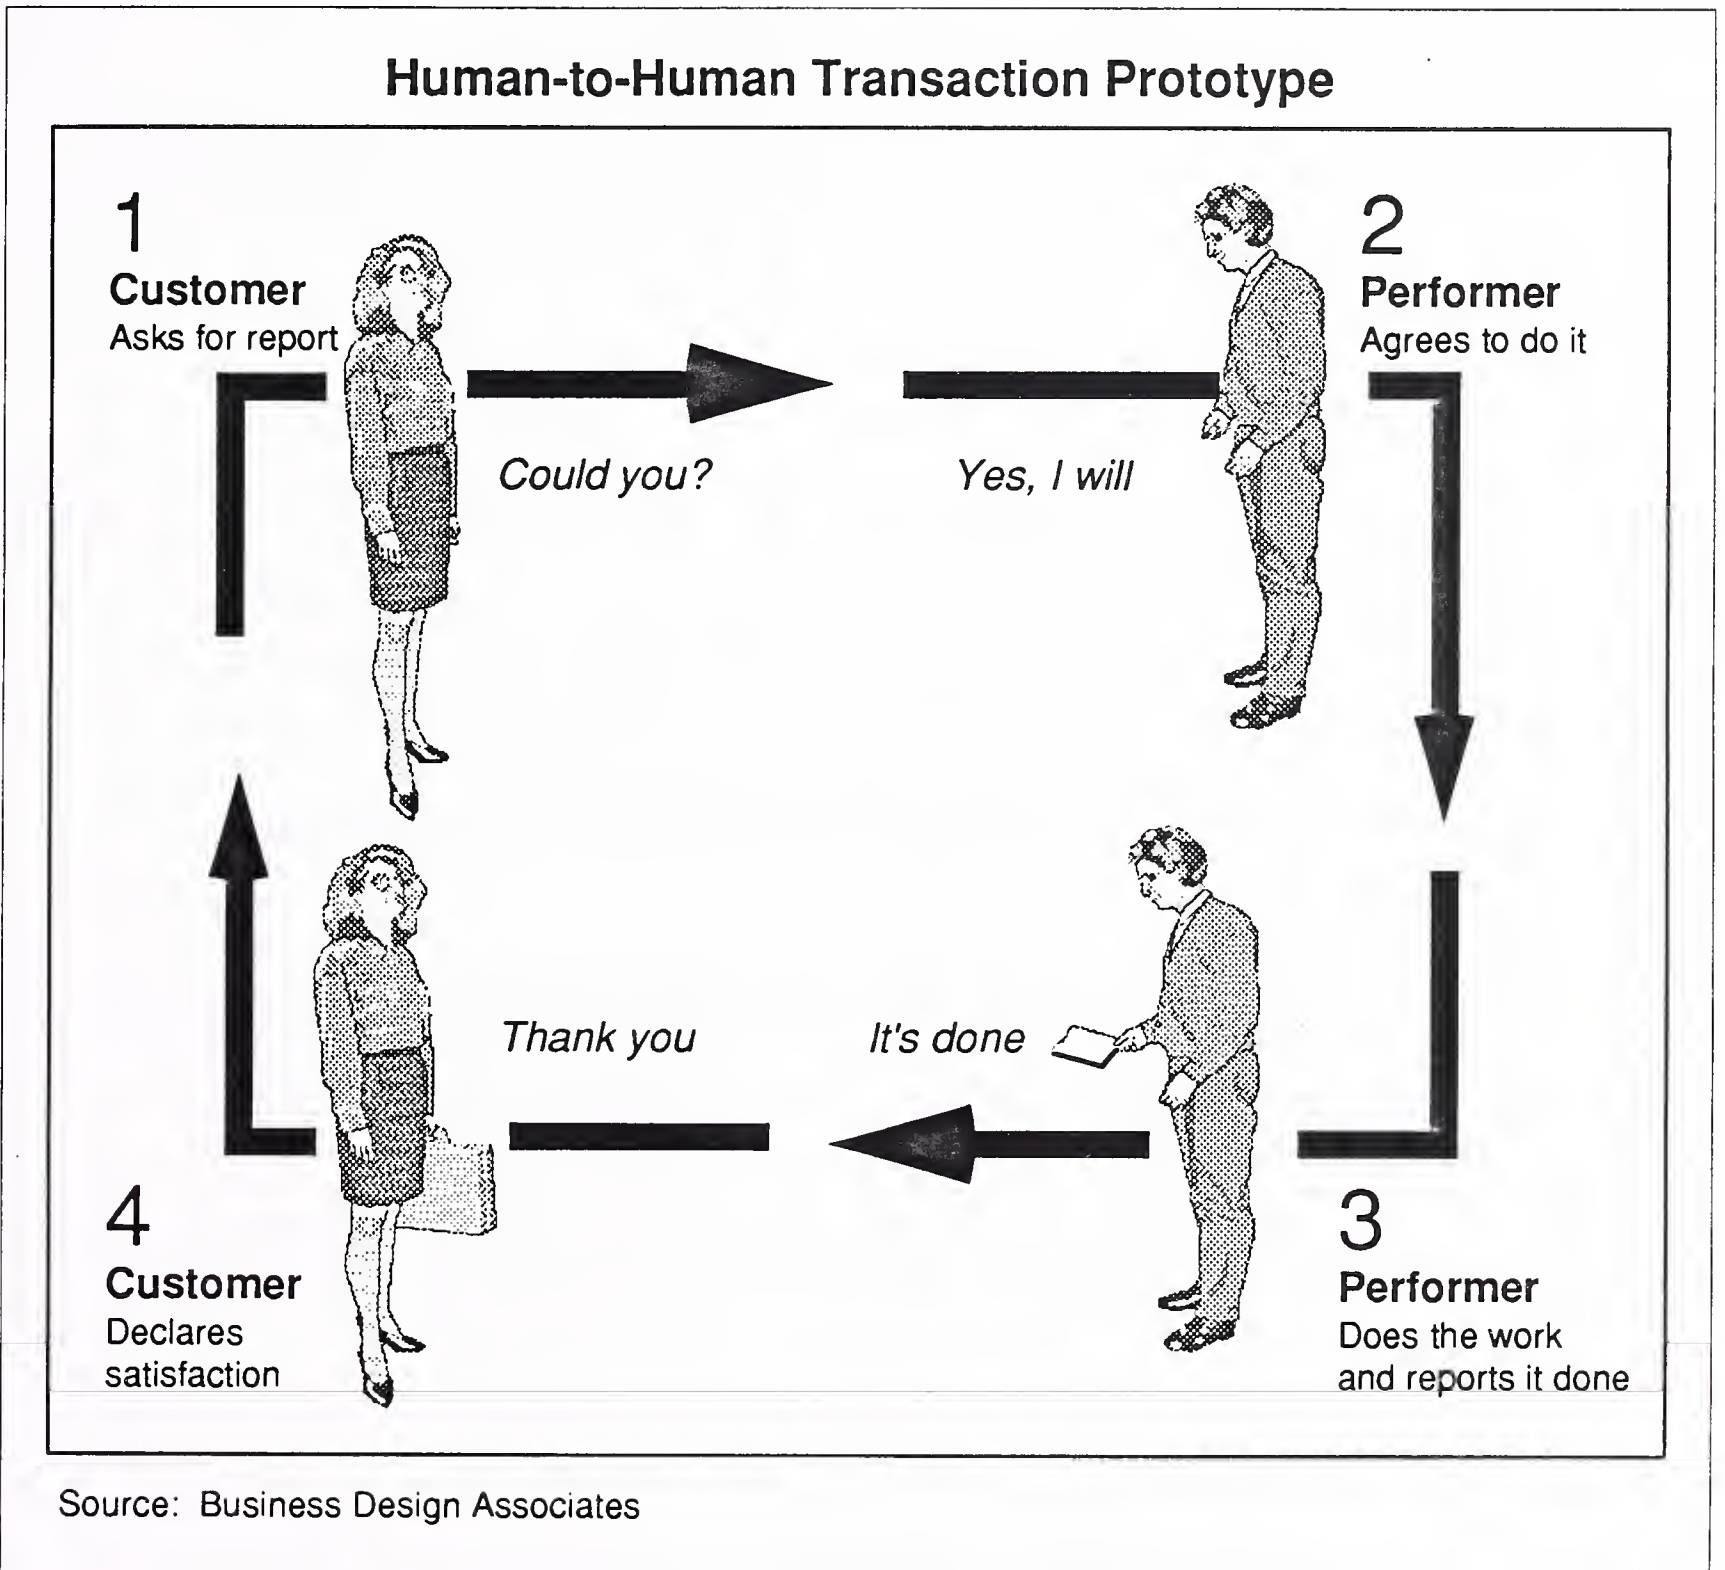 Human-to-Human Transaction Prototype
1
Customer
Asks for report
2
Performer
Agrees to do it
Could you?
Yes, I will
Thank you
It's done
4
Customer
Declares
satisfaction
3
Performer
Does the work
and reports it done
Source: Business Design Associates